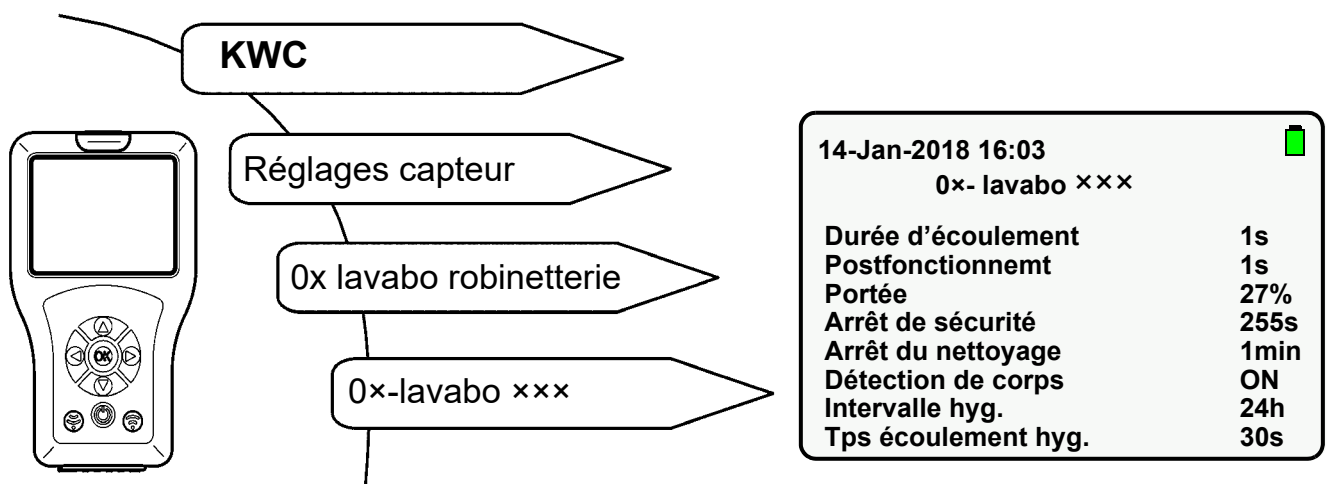 KWC
Réglages capteur
0x lavabo robinetterie
0×-lavabo ×××
OK
14-Jan-2018 16:03
0×- lavabo ×××
Durée d’écoulement 1s
Postfonctionnemt 1s
Portée 27%
Arrêt de sécurité 255s
Arrêt du nettoyage 1min
Détection de corps ON
Intervalle hyg. 24h
Tps écoulement hyg. 30s